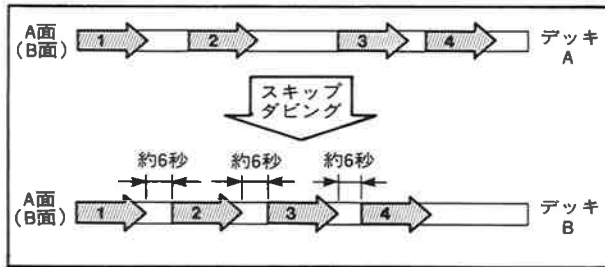 A面
(B面)
1 2 3 4
デッキ
A
スキップ
ダビング
約6秒 約6秒 約6秒
A面
(B面)
1 2 3 4
デッキ
B